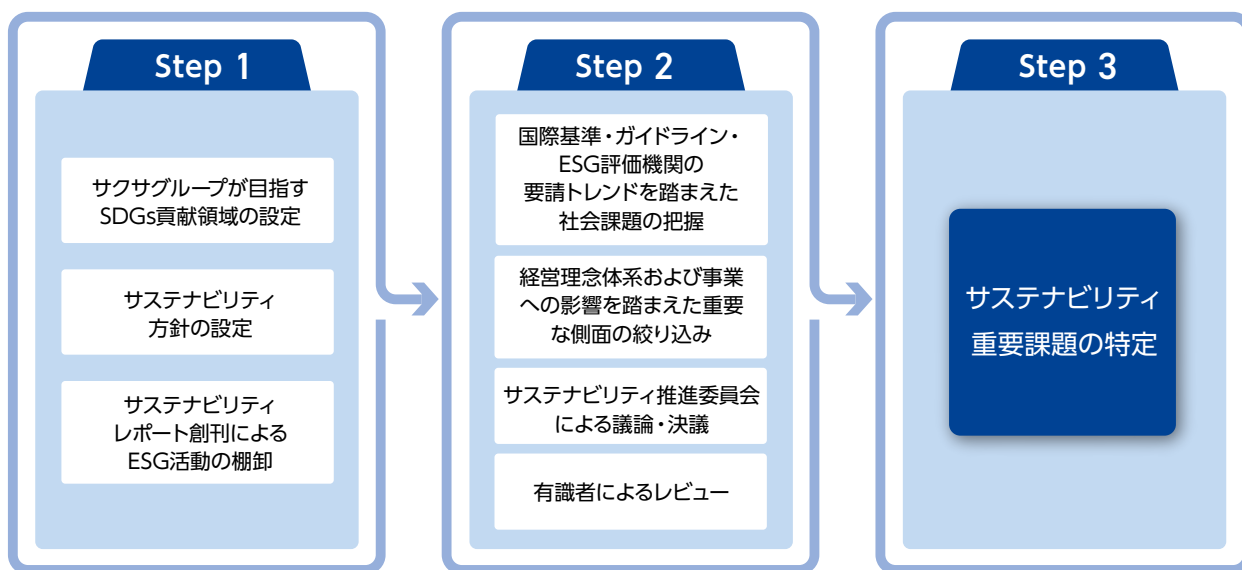 Step 1
サクサグループが目指す
SDGs貢献領域の設定
サステナビリティ
方針の設定
サステナビリティ
レポート創刊による
ESG活動の棚卸
Step 2
国際基準・ガイドライン・
ESG評価機関の
要請トレンドを踏まえた
社会課題の把握
経営理念体系および事業
への影響を踏まえた重要
な側面の絞り込み
サステナビリティ推進委員会
による議論・決議
有識者によるレビュー
Step 3
サステナビリティ
重要課題の特定